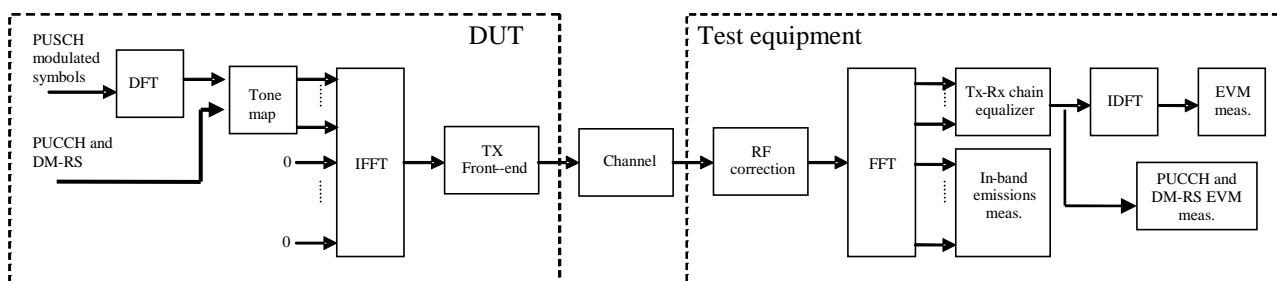 DUT
Test equipment
PUSCH
modulated
symbols
DFT
Tone
map
PUCCH and
DM-RS
0
0
IFFT
TX
Front--end
Channel
RF
correction
FFT
Tx-Rx chain
equalizer
IDFT
EVM
meas.
In-band
emissions
meas.
PUCCH and
DM-RS EVM
meas.